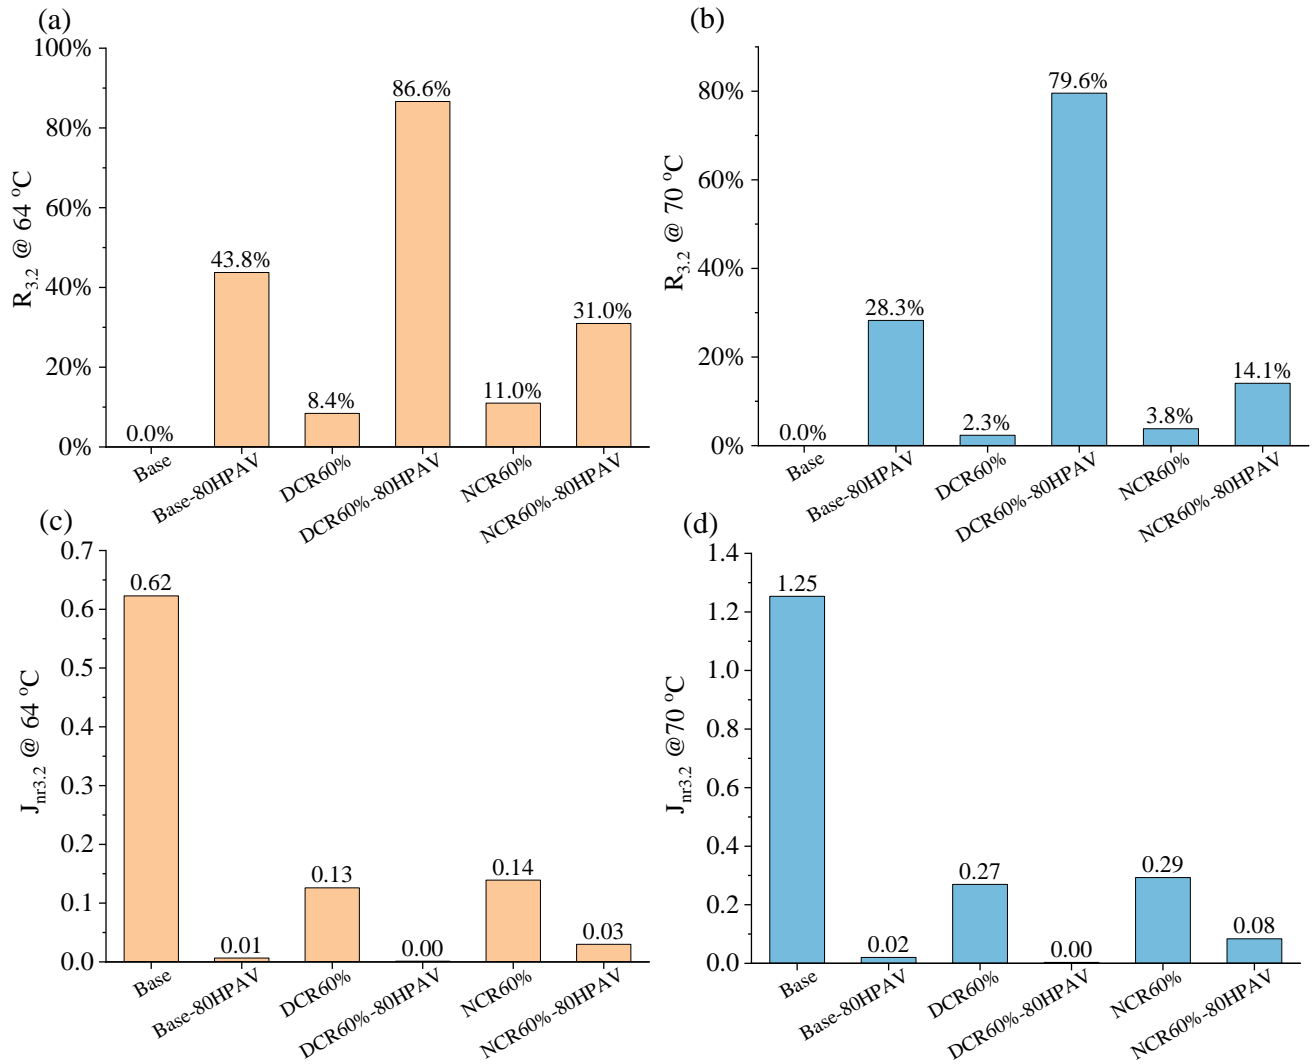 (a)
R3.2 @ 64 °C
100%
80%
60%
40%
20%
0%
0.0%
43.8%
8.4%
86.6%
11.0%
31.0%
Base
Base-80HPAV
DCR60%
DCR60%-80HPAV
NCR60%
NCR60%-80HPAV
(b)
R3.2 @ 70 °C
80%
60%
40%
20%
0%
0.0%
28.3%
2.3%
79.6%
3.8%
14.1%
Base
Base-80HPAV
DCR60%
DCR60%-80HPAV
NCR60%
NCR60%-80HPAV
(c)
Jnr3.2 @ 64 °C
0.7
0.6
0.5
0.4
0.3
0.2
0.1
0.0
0.62
0.01
0.13
0.00
0.14
0.03
Base
Base-80HPAV
DCR60%
DCR60%-80HPAV
NCR60%
NCR60%-80HPAV
(d)
Jnr3.2 @70 °C
1.4
1.2
1.0
0.8
0.6
0.4
0.2
0.0
1.25
0.02
0.27
0.00
0.29
0.08
Base
Base-80HPAV
DCR60%
DCR60%-80HPAV
NCR60%
NCR60%-80HPAV